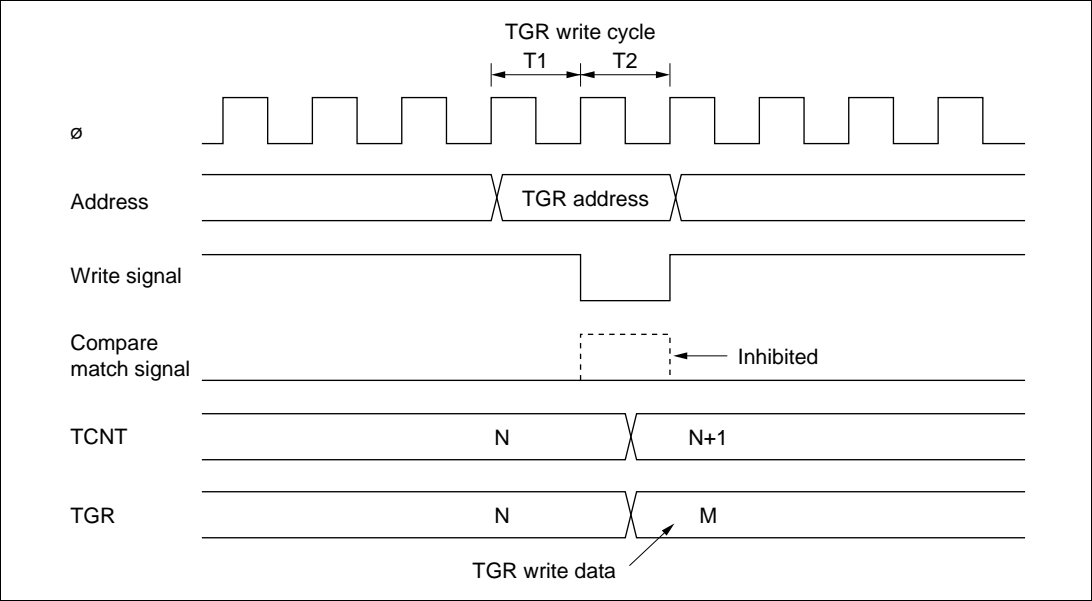 TGR write cycle
T1 T2
ø
Address TGR address
Write signal
Compare
match signal
Inhibited
TCNT N N+1
TGR N M
TGR write data